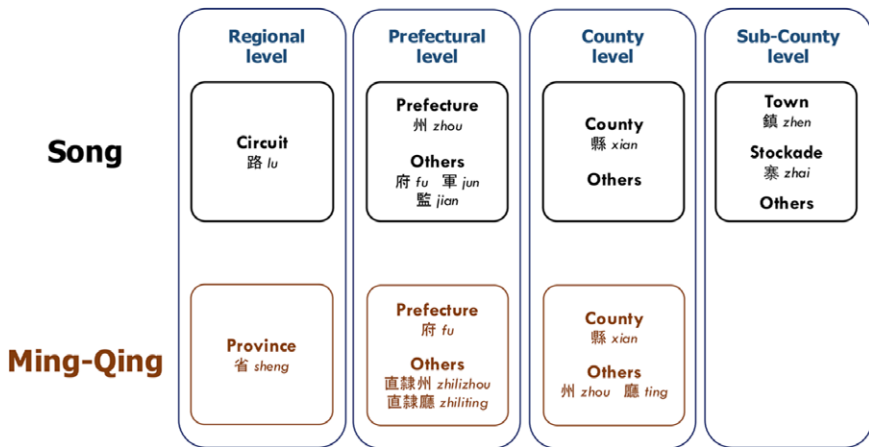 Regional
level
Prefectural
level
County
level
Sub-County
level
Song
Circuit
路 lu
Prefecture
州 zhou
Others
府 fu 軍 jun
監 jian
County
縣 xian
Others
Town
鎮 zhen
Stockade
寨 zhai
Others
Ming-Qing
Province
省 sheng
Prefecture
府 fu
Others
直隸州 zhilizhou
直隸廳 zhiliting
County
縣 xian
Others
州 zhou 廳 ting